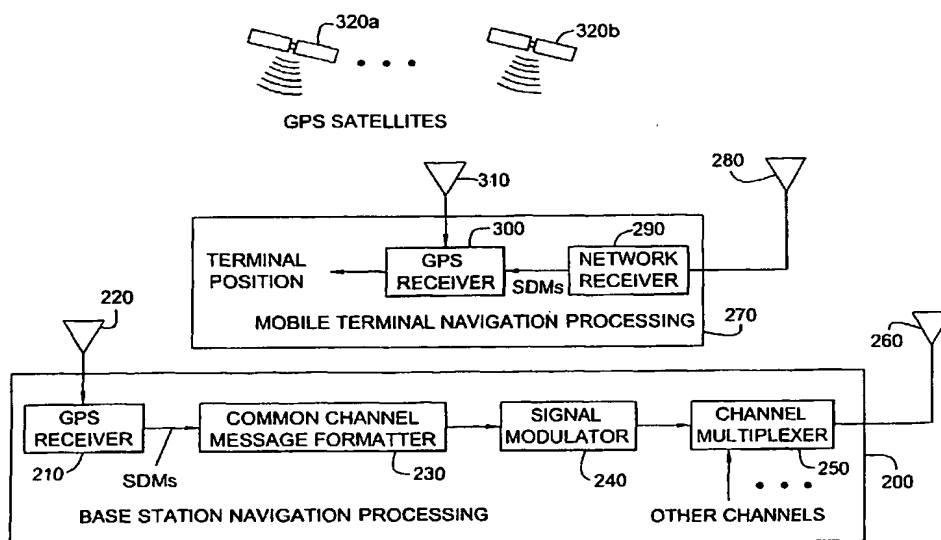 320a
320b
GPS SATELLITES
310
280
300
290
TERMINAL
POSITION
GPS
RECEIVER
SDMs
NETWORK
RECEIVER
MOBILE TERMINAL NAVIGATION PROCESSING
270
220
260
GPS
RECEIVER
210
SDMs
COMMON CHANNEL
MESSAGE FORMATTER
230
SIGNAL
MODULATOR
240
CHANNEL
MULTIPLEXER
250
200
BASE STATION NAVIGATION PROCESSING
OTHER CHANNELS